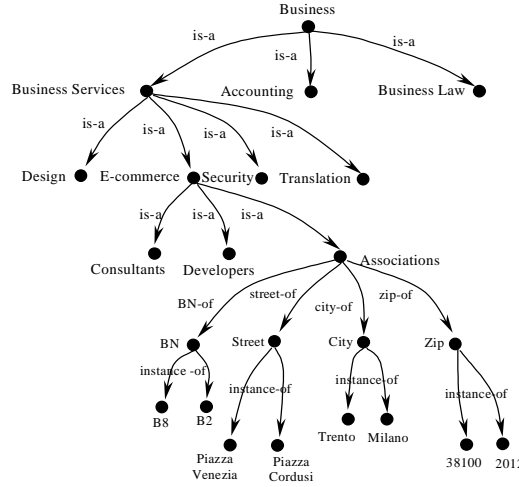 Business
is-a
is-a
is-a
Business Services
Accounting
Business Law
is-a
is-a
is-a
is-a
Design
E-commerce
Security
Translation
is-a
is-a
is-a
Consultants
Developers
Associations
BN-of
street-of
city-of
zip-of
BN
Street
City
Zip
instance -of
instance-of
instance-of
instance-of
B8
B2
Trento
Milano
Piazza
Venezia
Piazza
Cordusi
38100